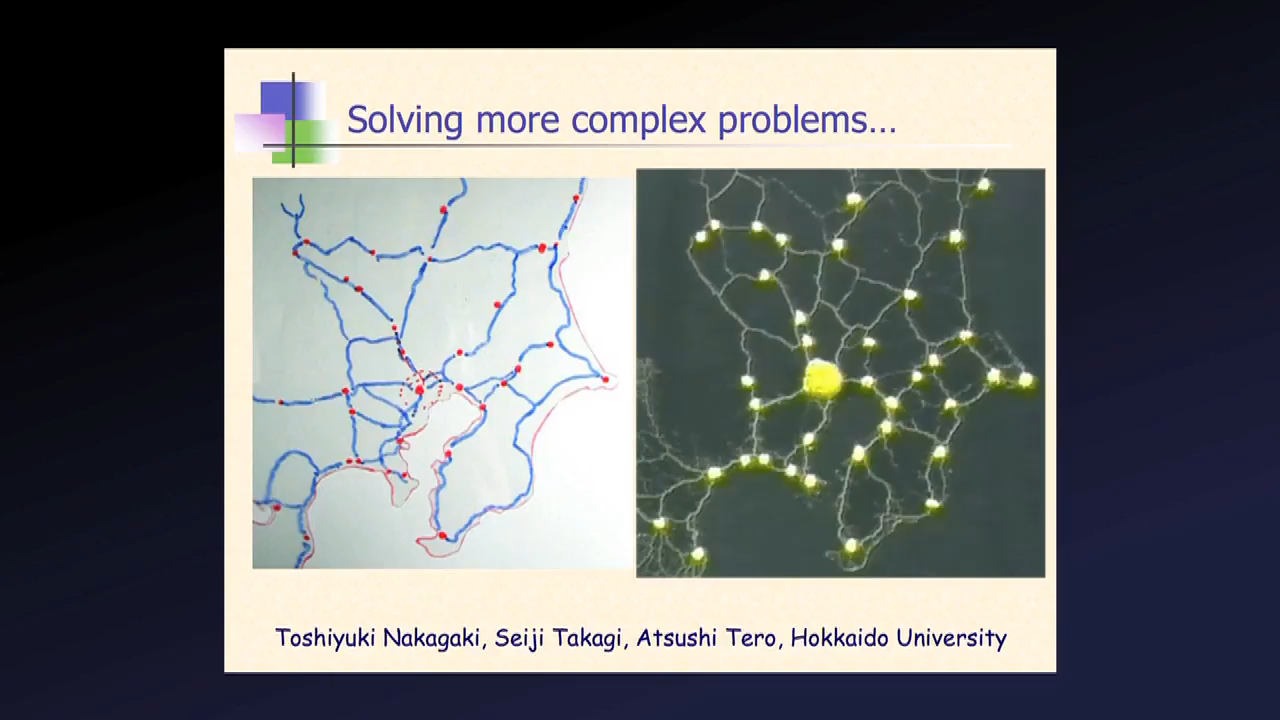 Solving more complex problems...
Toshiyuki Nakagaki, Seiji Takagi, Atsushi Tero, Hokkaido University